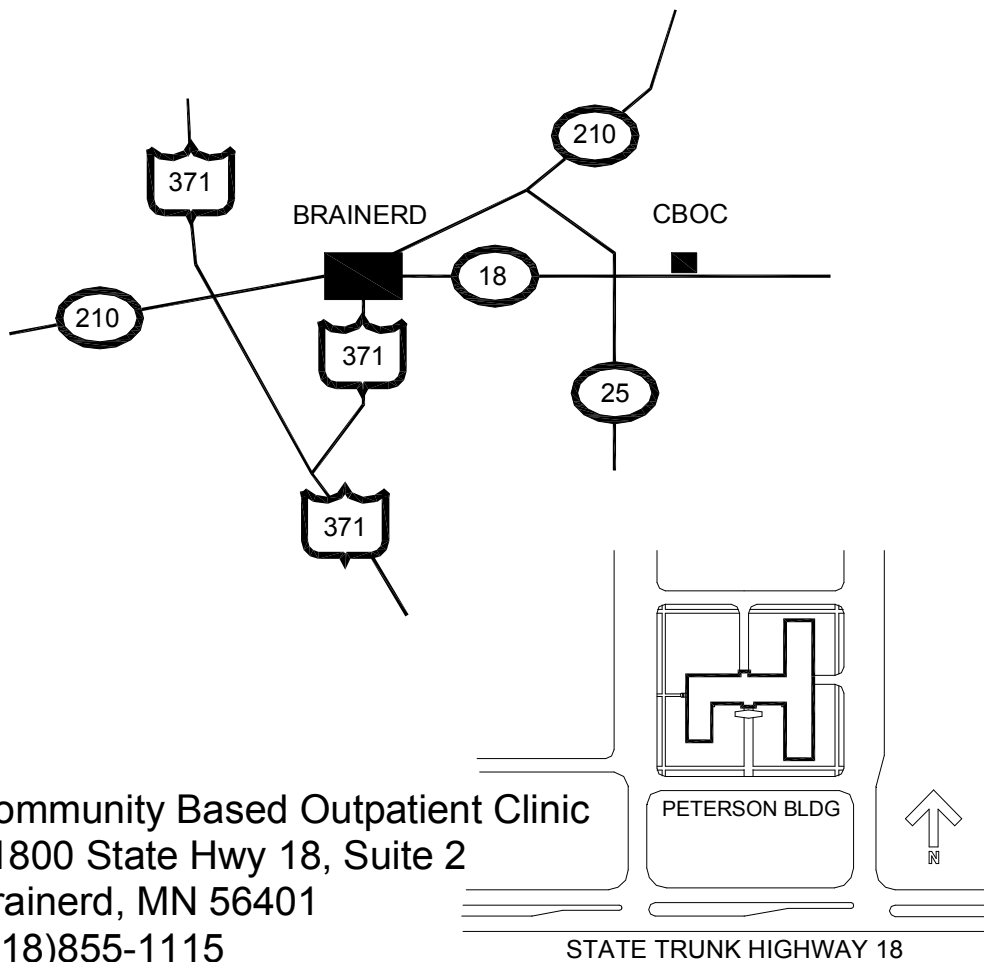 210
371
BRAINERD
CBOC
18
210
371
25
371
PETERSON BLDG
N
ommunity Based Outpatient Clinic
1800 State Hwy 18, Suite 2
rainerd, MN 56401
18)855-1115
STATE TRUNK HIGHWAY 18